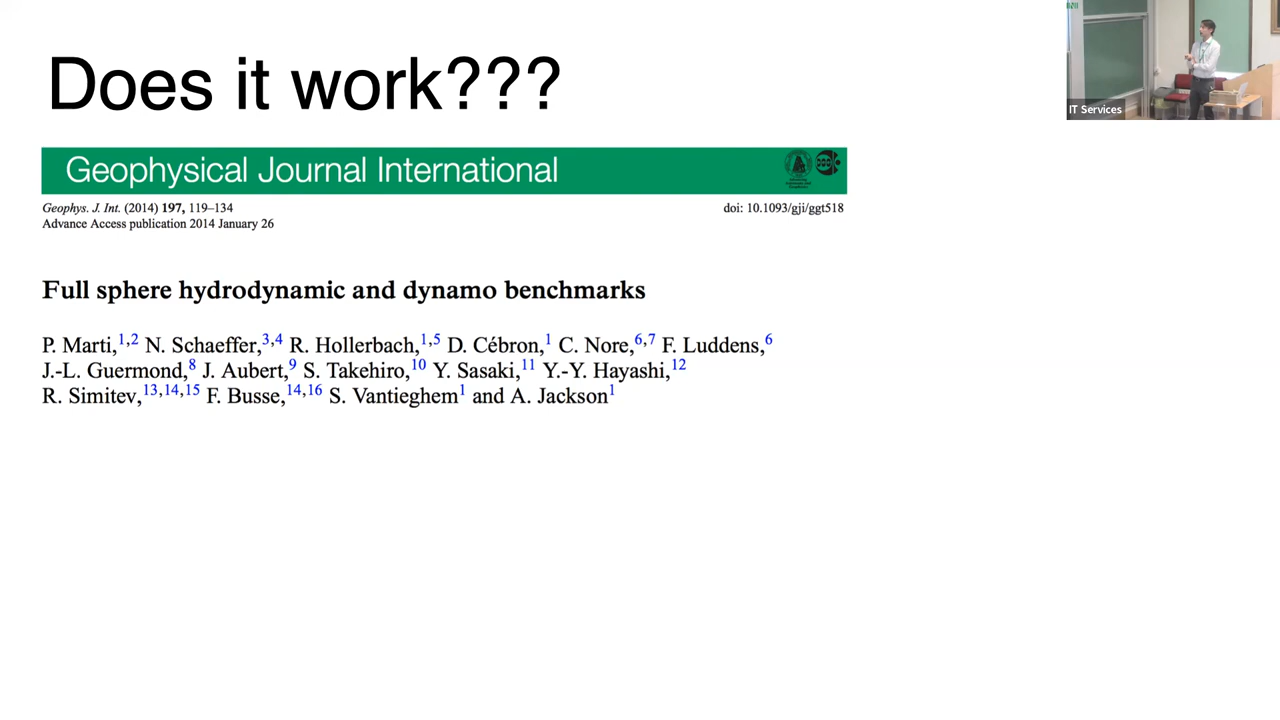 Does it work???
Geophysical Journal International
Geophys. J. Int. (2014) 197, 119–134
doi: 10.1093/gji/ggt518
Advance Access publication 2014 January 26
Full sphere hydrodynamic and dynamo benchmarks
P. Marti,1,2 N. Schaeffer,3,4 R. Hollerbach,1,5 D. Cébron,1 C. Nore,6,7 F. Luddens,6
J.-L. Guermond,8 J. Aubert,9 S. Takehiro,10 Y. Sasaki,11 Y.-Y. Hayashi,12
R. Simitev,13,14,15 F. Busse,14,16 S. Vantieghem1 and A. Jackson1
IT Services